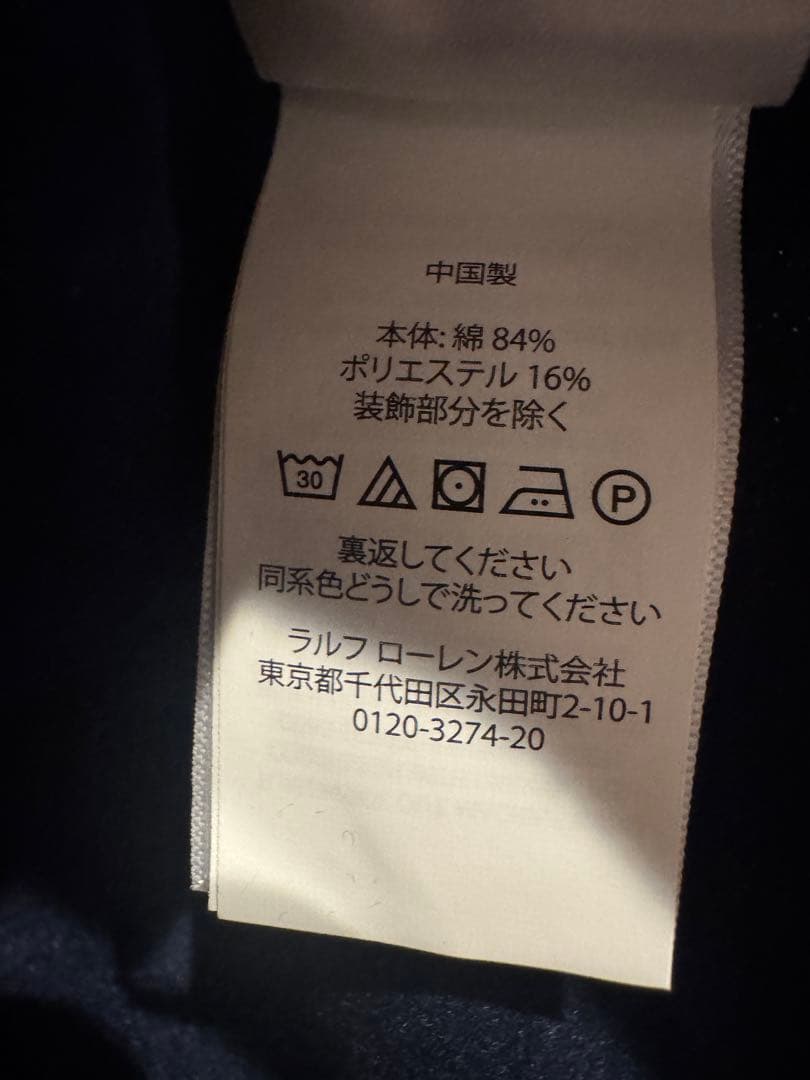 中国製
本体: 綿 84%
ポリエステル 16%
装飾部分を除く
30 P
裏返してください
同系色どうしで洗ってください
ラルフ ローレン株式会社
東京都千代田区永田町2-10-1
0120-3274-20